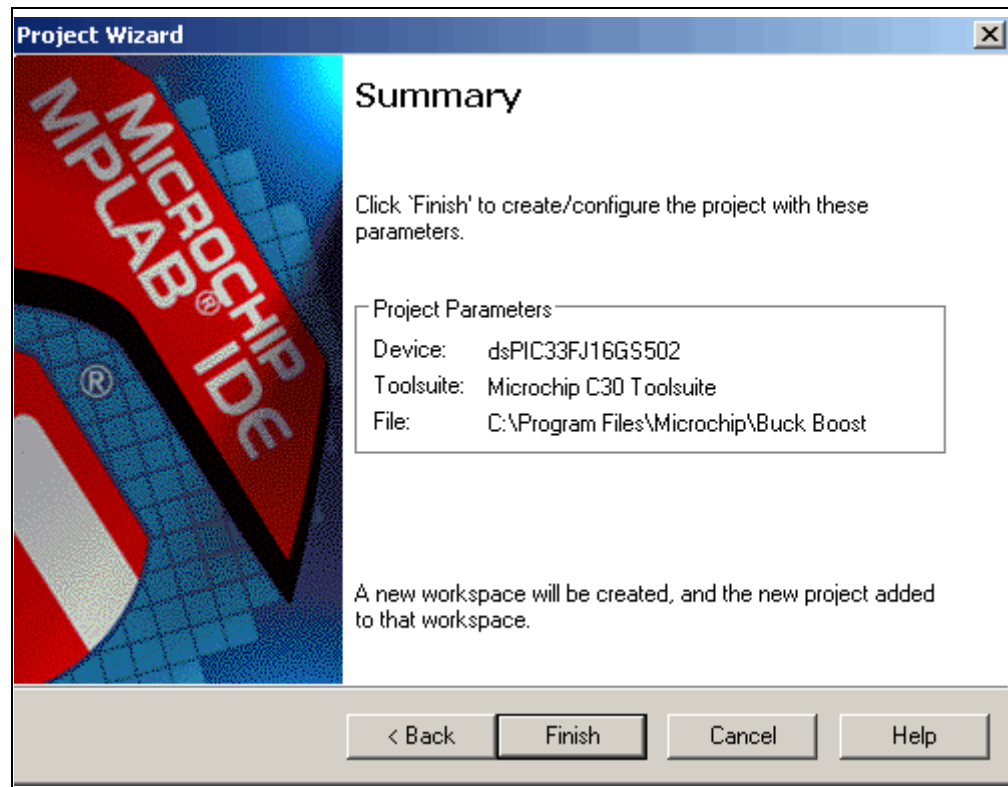 Project Wizard
MICROCHIP
MPLAB® IDE
®
Summary
Click `Finish' to create/configure the project with these
parameters.
Project Parameters
Device: dsPIC33FJ16GS502
Toolsuite: Microchip C30 Toolsuite
File: C:\Program Files\Microchip\Buck Boost
A new workspace will be created, and the new project added
to that workspace.
< Back Finish Cancel Help